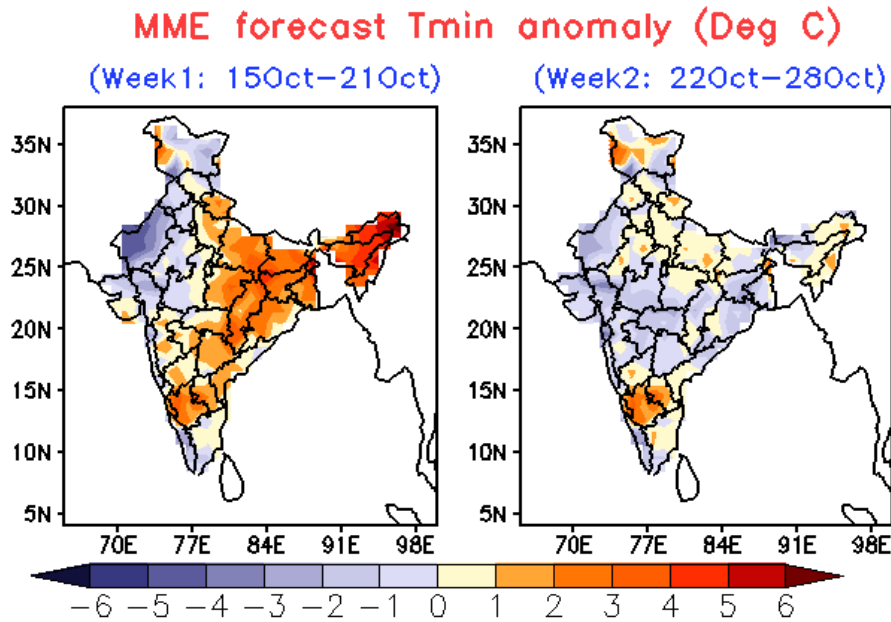 MME forecast Tmin anomaly (Deg C)
(Week1: 15Oct-21Oct)
(Week2: 22Oct-28Oct)
35N
30N
25N
20N
15N
10N
5N
70E 77E 84E 91E 98E
35N
30N
25N
20N
15N
10N
5N
70E 77E 84E 91E 98E
-6 -5 -4 -3 -2 -1 0 1 2 3 4 5 6